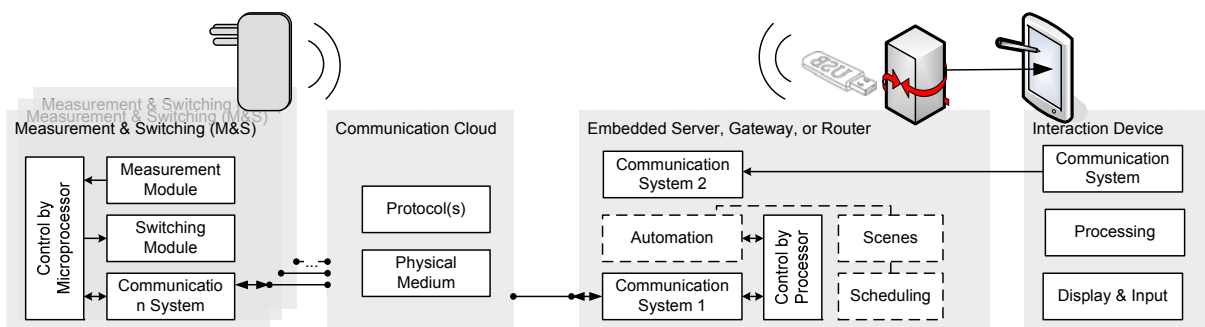 USB
Measurement & Switching
Measurement & Switching (M&S)
Measurement & Switching (M&S)
Control by
Microprocessor
Measurement
Module
Switching
Module
Communicatio
n System
...
Communication Cloud
Protocol(s)
Physical
Medium
Embedded Server, Gateway, or Router
Communication
System 2
Automation
Communication
System 1
Control by
Processor
Scenes
Scheduling
Interaction Device
Communication
System
Processing
Display & Input